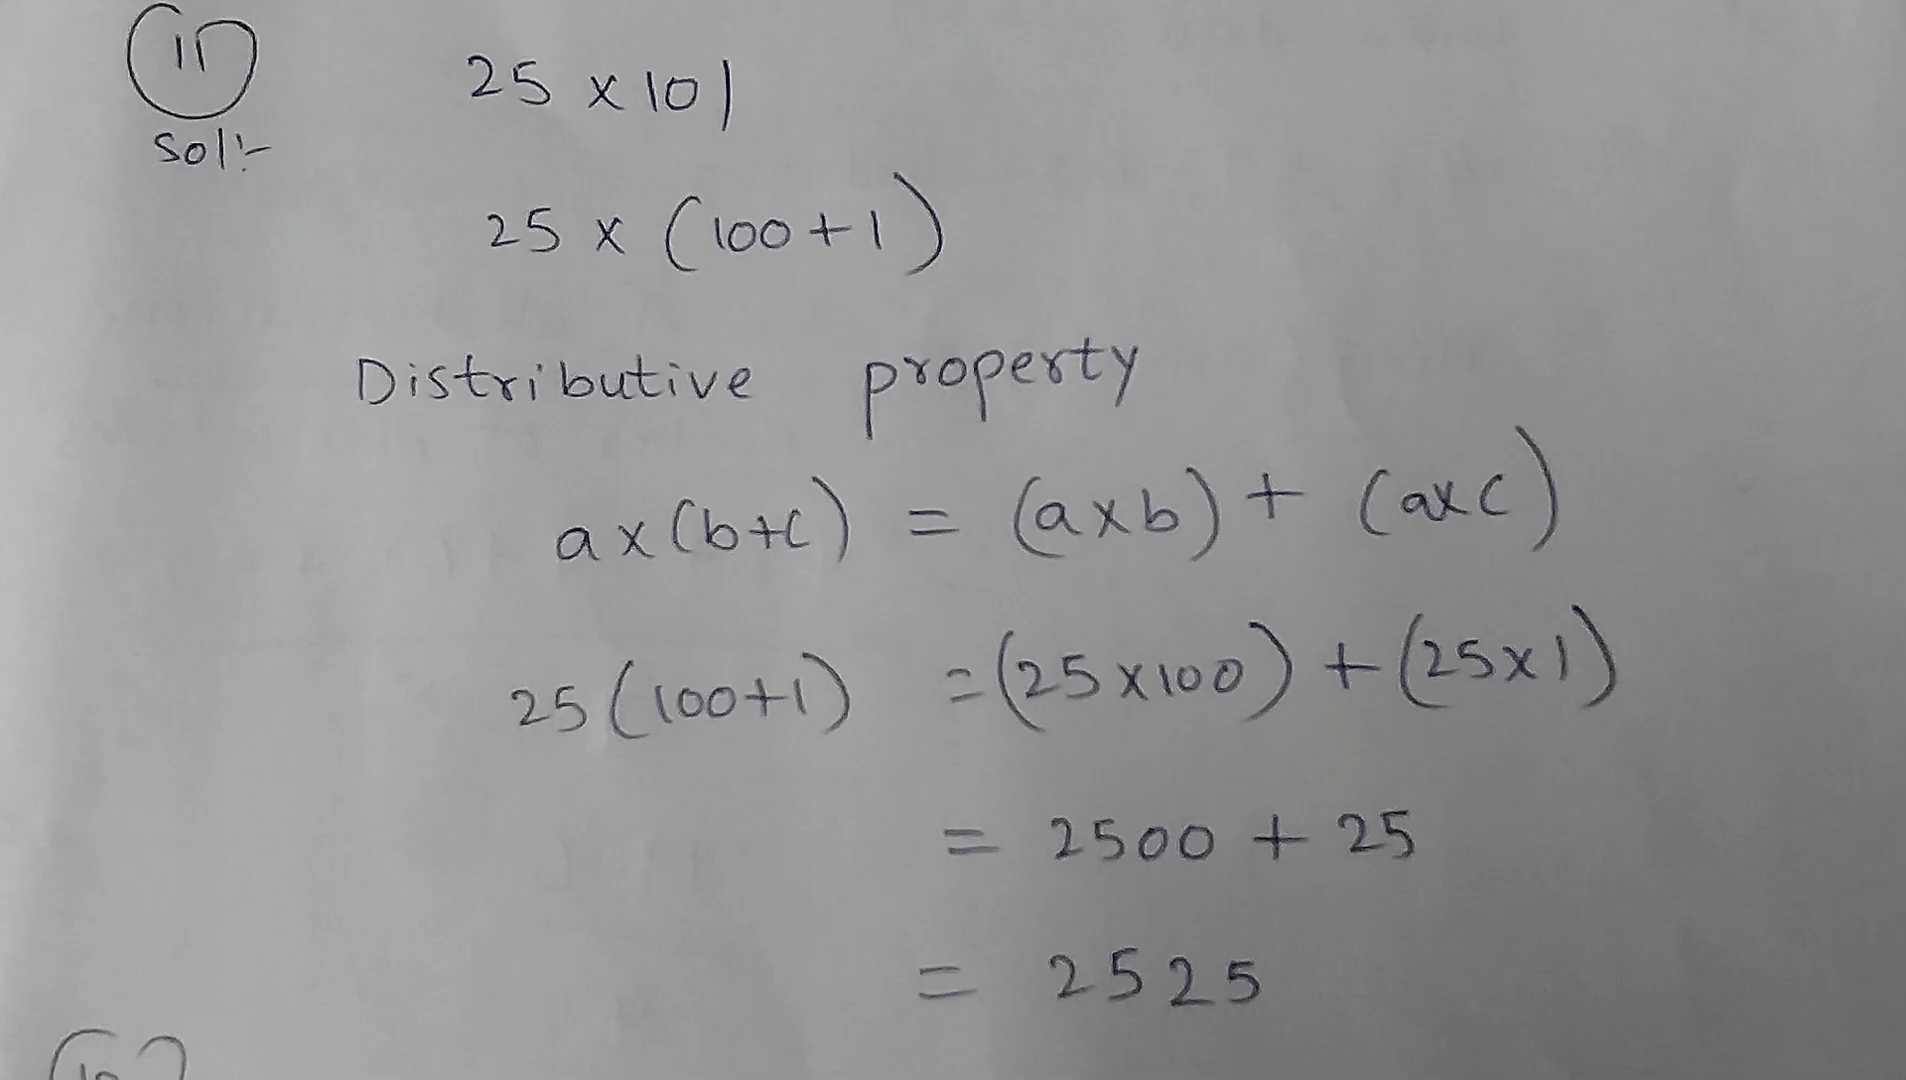 11
25 × 101
Sol:-
25 × (100+1)
Distributive property
a×(b+c) = (a×b) + (a×c)
25(100+1) =(25×100)+(25×1)
= 2500 + 25
= 2525